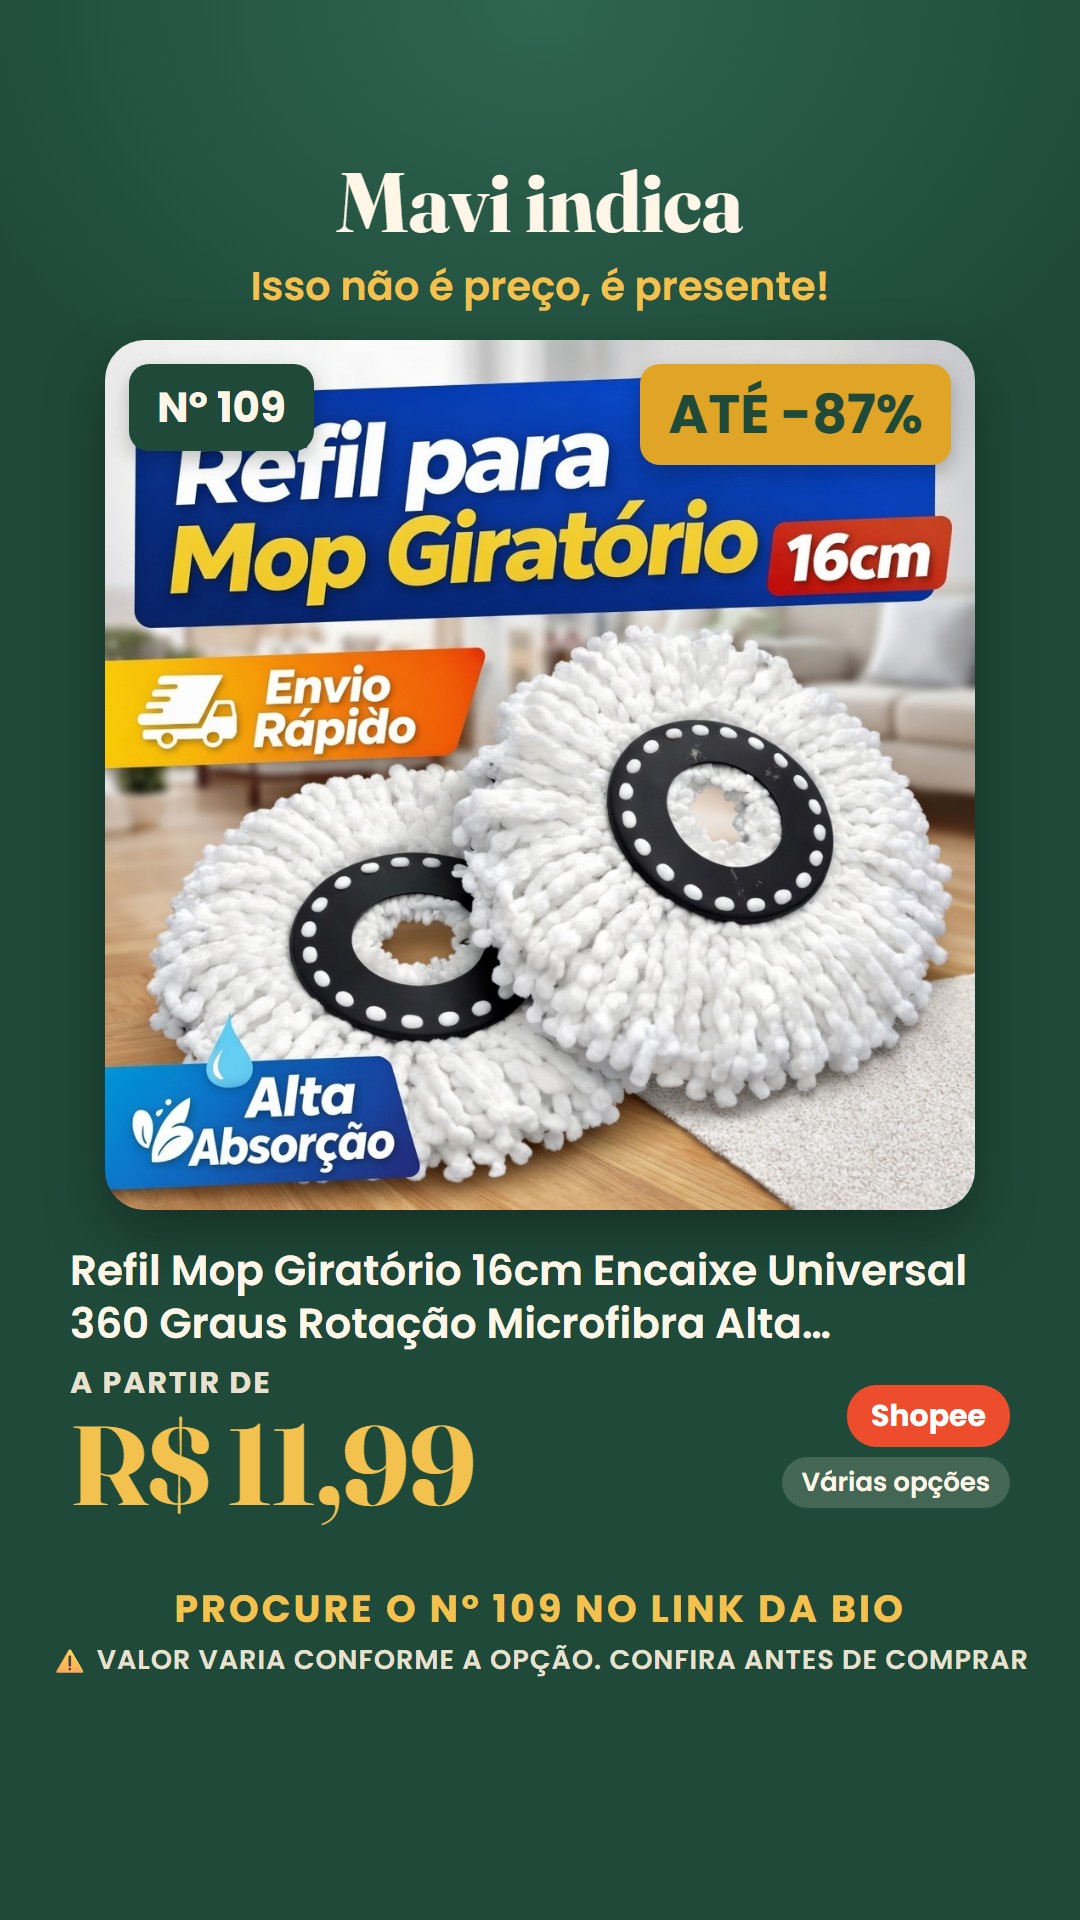 Mavi indica
Isso não é preço, é presente!
Nº 109
ATÉ -87%
Refil para
Mop Giratório
16cm
Envio
Rápido
Alta
Absorção
Refil Mop Giratório 16cm Encaixe Universal
360 Graus Rotação Microfibra Alta...
A PARTIR DE
R$ 11,99
Shopee
Várias opções
PROCURE O Nº 109 NO LINK DA BIO
⚠ VALOR VARIA CONFORME A OPÇÃO. CONFIRA ANTES DE COMPRAR